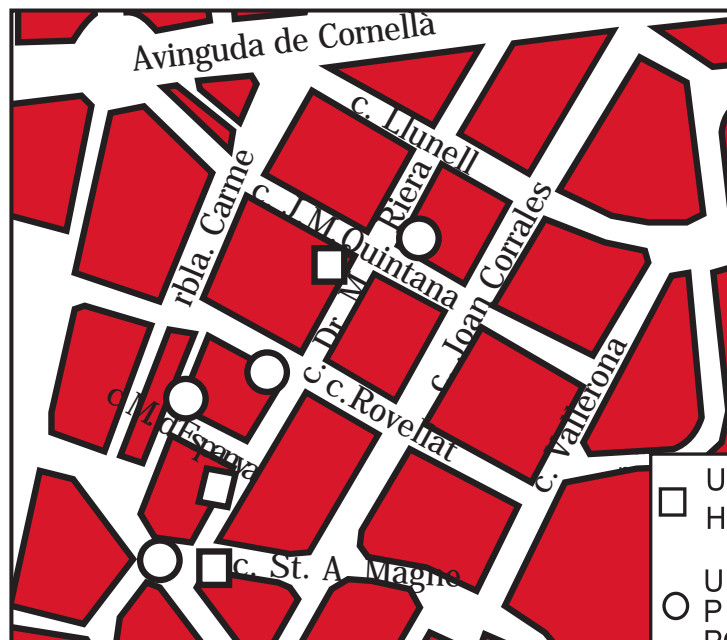 Avinguda de Cornellà
c. Llunell
rbla. Carme
c. J M Quintana
c. Dr. M Riera
c. Joan Corrales
c.Rovellat
c. Vallerona
c M. d'Espanya
c. St. A. Magne
U
H
U
P